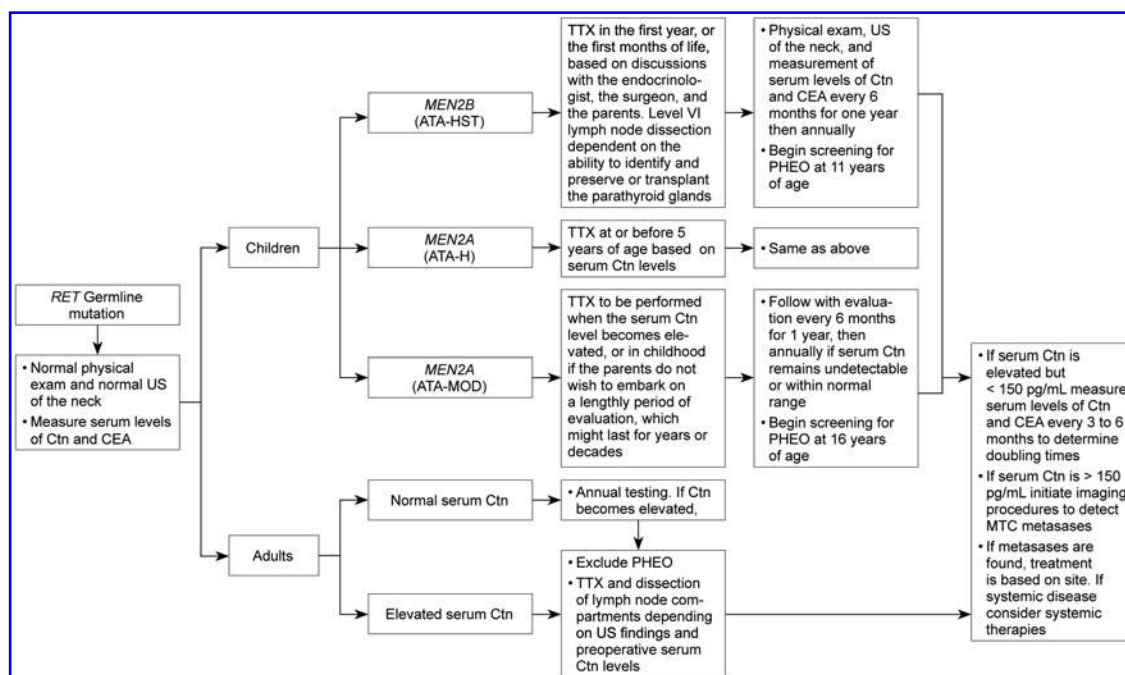 RET Germline
mutation
• Normal physical
exam and normal US
of the neck
• Measure serum levels
of Ctn and CEA
Children
MEN2B
(ATA-HST)
TTX in the first year, or
the first months of life,
based on discussions
with the endocrinolo-
gist, the surgeon, and
the parents. Level VI
lymph node dissection
dependent on the
ability to identify and
preserve or transplant
the parathyroid glands
• Physical exam, US
of the neck, and
measurement of
serum levels of Ctn
and CEA every 6
months for one year
then annually
• Begin screening for
PHEO at 11 years
of age
MEN2A
(ATA-H)
TTX at or before 5
years of age based on
serum Ctn levels
• Same as above
MEN2A
(ATA-MOD)
TTX to be performed
when the serum Ctn
level becomes ele-
vated, or in childhood
if the parents do not
wish to embark on
a lengthly period of
evaluation, which
might last for years or
decades
• Follow with evalua-
tion every 6 months
for 1 year, then
annually if serum Ctn
remains undetectable
or within normal
range
• Begin screening for
PHEO at 16 years
of age
Adults
Normal serum Ctn
• Annual testing. If Ctn
becomes elevated,
Elevated serum Ctn
• Exclude PHEO
• TTX and dissection
of lymph node com-
partments depending
on US findings and
preoperative serum
Ctn levels
• If serum Ctn is
elevated but
< 150 pg/mL measure
serum levels of Ctn
and CEA every 3 to 6
months to determine
doubling times
• If serum Ctn is > 150
pg/mL initiate imaging
procedures to detect
MTC metasases
• If metasases are
found, treatment
is based on site. If
systemic disease
consider systemic
therapies